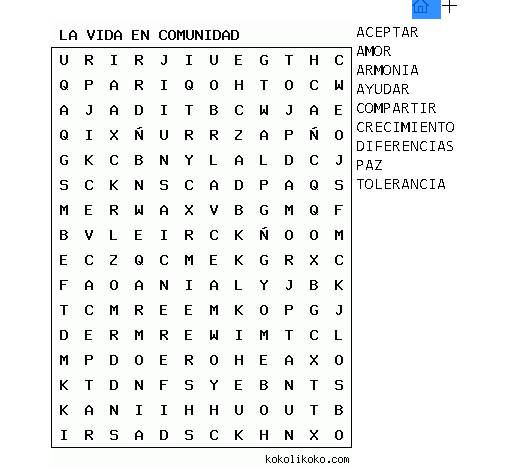 LA VIDA EN COMUNIDAD
U R I R J I U E G T H C
Q P A R I Q O H T O C W
A J A D I T B C W J A E
Q I X Ñ U R R Z A P Ñ O
G K C B N Y L A L D C J
S C K N S C A D P A Q S
M E R W A X V B G M Q F
B V L E I R C K Ñ O O M
E C Z Q C M E K G R X C
F A O A N I A L Y J B K
T C M R E E M K O P G J
D E R M R E W I M T C L
M P D O E R O H E A X O
K T D N F S Y E B N T S
K A N I I H H U O U T B
I R S A D S C K H N X O
kokolikoko.com
ACEPTAR
AMOR
ARMONIA
AYUDAR
COMPARTIR
CRECIMIENTO
DIFERENCIAS
PAZ
TOLERANCIA